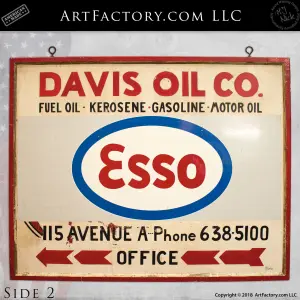 ArtFactory.com LLC
DAVIS OIL CO.
FUEL OIL - KEROSENE - GASOLINE - MOTOR OIL
Esso
115 AVENUE A-Phone 638-5100
OFFICE
SIDE 2
Copyright © 2018 ArtFactory.com LLC